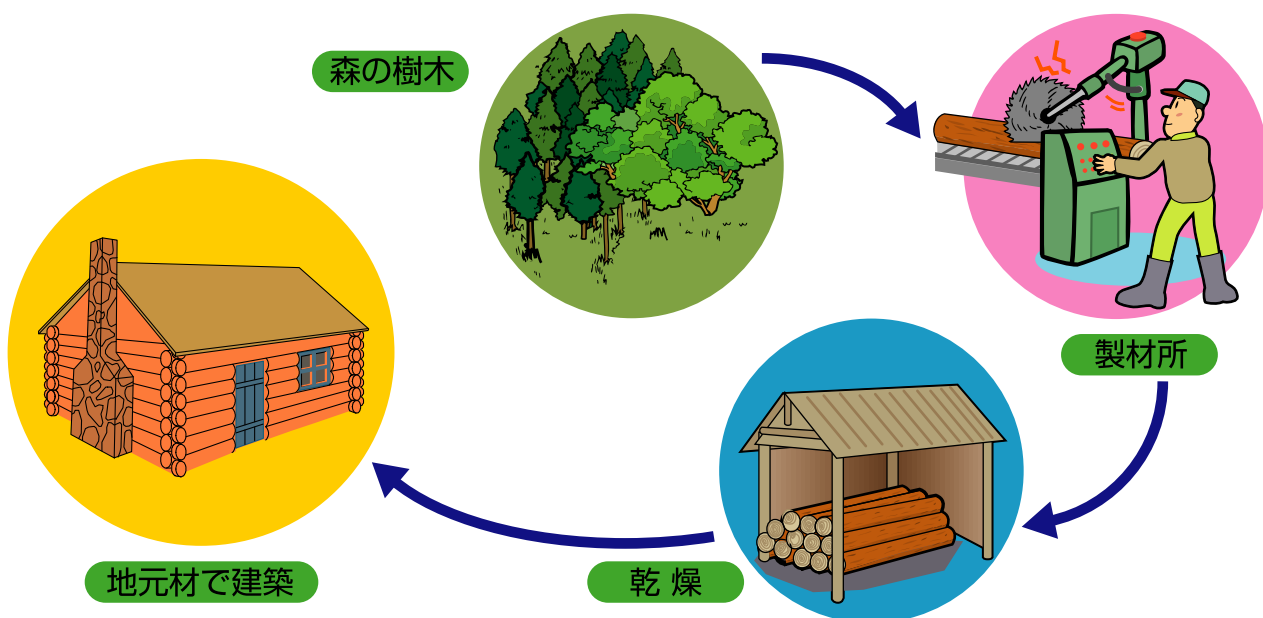 森の樹木
製材所
乾 燥
地元材で建築